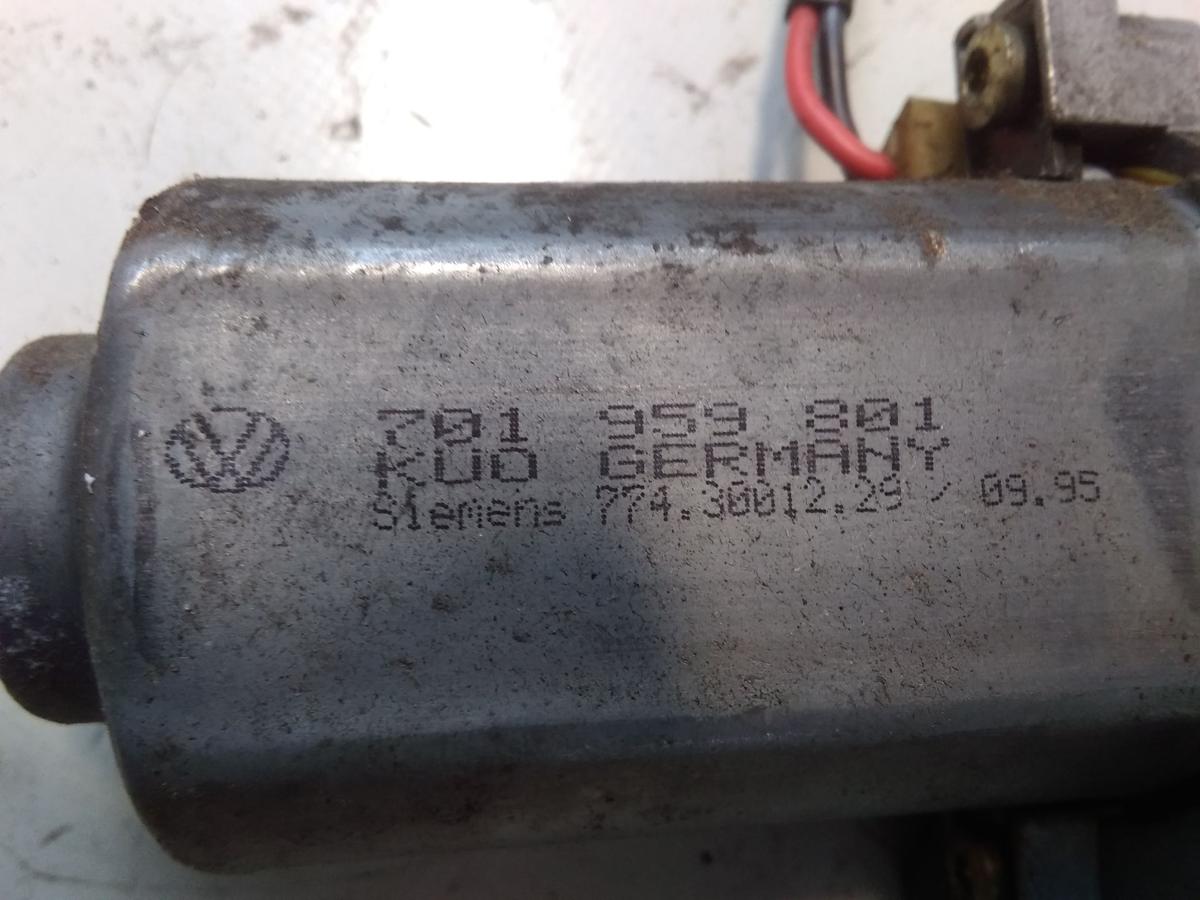 701 959 801
KUO GERMANY
Siemens 774.30012.29 / 09.95